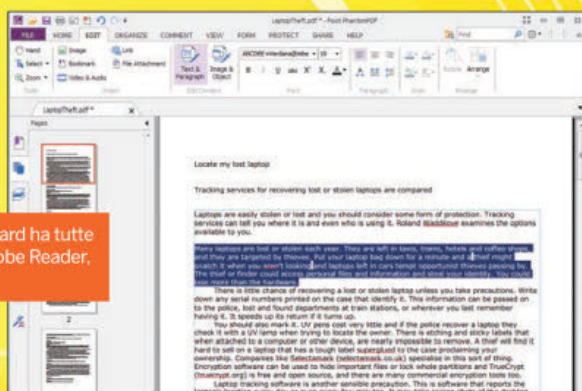 LaptopTheft.pdf * - Foxit PhantomPDF
FILE HOME EDIT ORGANIZE COMMENT VIEW FORM PROTECT SHARE HELP
Find
Hand
Select
Zoom
Tools
Image
Bookmark
Video & Audio
Link
File Attachment
Insert
Text & Paragraph
Image & Object
Edit Content
10
Font
Paragraph
Arrange
LaptopTheft.pdf *
Pages
2
ard ha tutte
obe Reader,
Locate my lost laptop
Tracking services for recovering lost or stolen laptops are compared
Laptops are easily stolen or lost and you should consider some form of protection. Tracking
services can tell you where it is and even who is using it. Roland Waddilove examines the options
available to you.
Many laptops are lost or stolen each year. They are left in taxis, trains, hotels and coffee shops
and they are targeted by thieves. Put your laptop bag down for a minute and a thief might
snatch it when you aren't looking and laptops left in cars tempt opportunist thieves passing by.
The thief or finder could access personal files and information and steal your identity. You could
lose more than the hardware.
There is little chance of recovering a lost or stolen laptop unless you take precautions. Write
down any serial numbers printed on the case that identify it. This information can be passed on
to the police, lost and found departments at train stations, or wherever you last remember
having it. It speeds up its return if it turns up.
You should also mark it. UV pens cost very little and if the police recover a laptop they
check it with a UV lamp when trying to locate the owner. There is etching and sticky labels that
when attached to a computer or other device, are nearly impossible to remove. A thief will find it
hard to sell on a laptop that has a tough label superglued to the case proclaiming your
ownership. Companies like Selectamark (selectamark.co.uk) specialise in this sort of thing.
Encryption software can be used to hide important files or lock whole partitions and TrueCrypt
(truecrypt.org) is free and open source, and there are many commercial encryption tools too.
Laptop tracking software is another sensible precaution. This is software that reports the